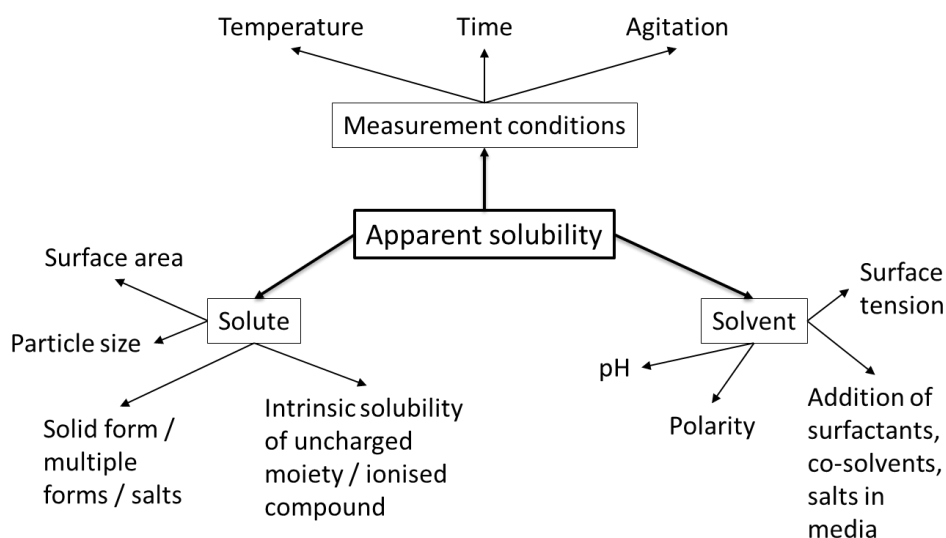 Temperature
Time
Agitation
Measurement conditions
Apparent solubility
Surface area
Solute
Particle size
Solid form /
multiple
forms / salts
Intrinsic solubility
of uncharged
moiety / ionised
compound
Solvent
Surface
tension
pH
Polarity
Addition of
surfactants,
co-solvents,
salts in
media